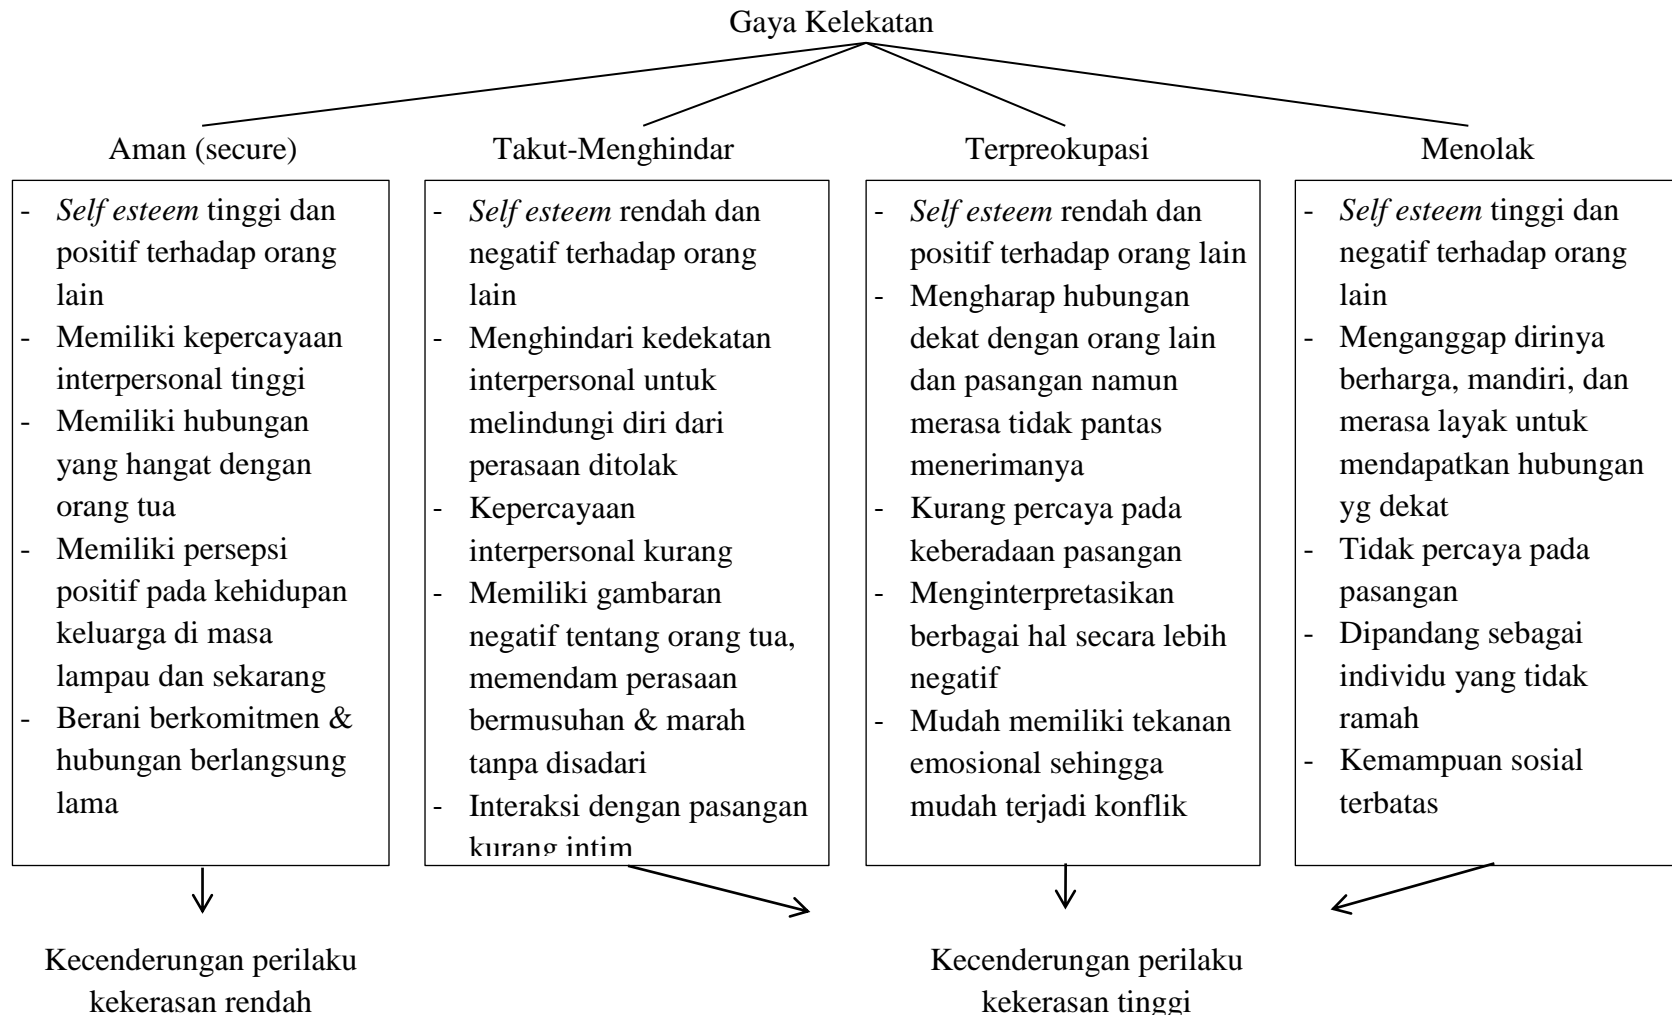 Gaya Kelekatan
Aman (secure)
Takut-Menghindar
Terpreokupasi
Menolak
- Self esteem tinggi dan
positif terhadap orang
lain
- Memiliki kepercayaan
interpersonal tinggi
- Memiliki hubungan
yang hangat dengan
orang tua
- Memiliki persepsi
positif pada kehidupan
keluarga di masa
lampau dan sekarang
- Berani berkomitmen &
hubungan berlangsung
lama
- Self esteem rendah dan
negatif terhadap orang
lain
- Menghindari kedekatan
interpersonal untuk
melindungi diri dari
perasaan ditolak
- Kepercayaan
interpersonal kurang
- Memiliki gambaran
negatif tentang orang tua,
memendam perasaan
bermusuhan & marah
tanpa disadari
- Interaksi dengan pasangan
kurang intim
- Self esteem rendah dan
positif terhadap orang lain
- Mengharap hubungan
dekat dengan orang lain
dan pasangan namun
merasa tidak pantas
menerimanya
- Kurang percaya pada
keberadaan pasangan
- Menginterpretasikan
berbagai hal secara lebih
negatif
- Mudah memiliki tekanan
emosional sehingga
mudah terjadi konflik
- Self esteem tinggi dan
negatif terhadap orang
lain
- Menganggap dirinya
berharga, mandiri, dan
merasa layak untuk
mendapatkan hubungan
yg dekat
- Tidak percaya pada
pasangan
- Dipandang sebagai
individu yang tidak
ramah
- Kemampuan sosial
terbatas
Kecenderungan perilaku
kekerasan rendah
Kecenderungan perilaku
kekerasan tinggi